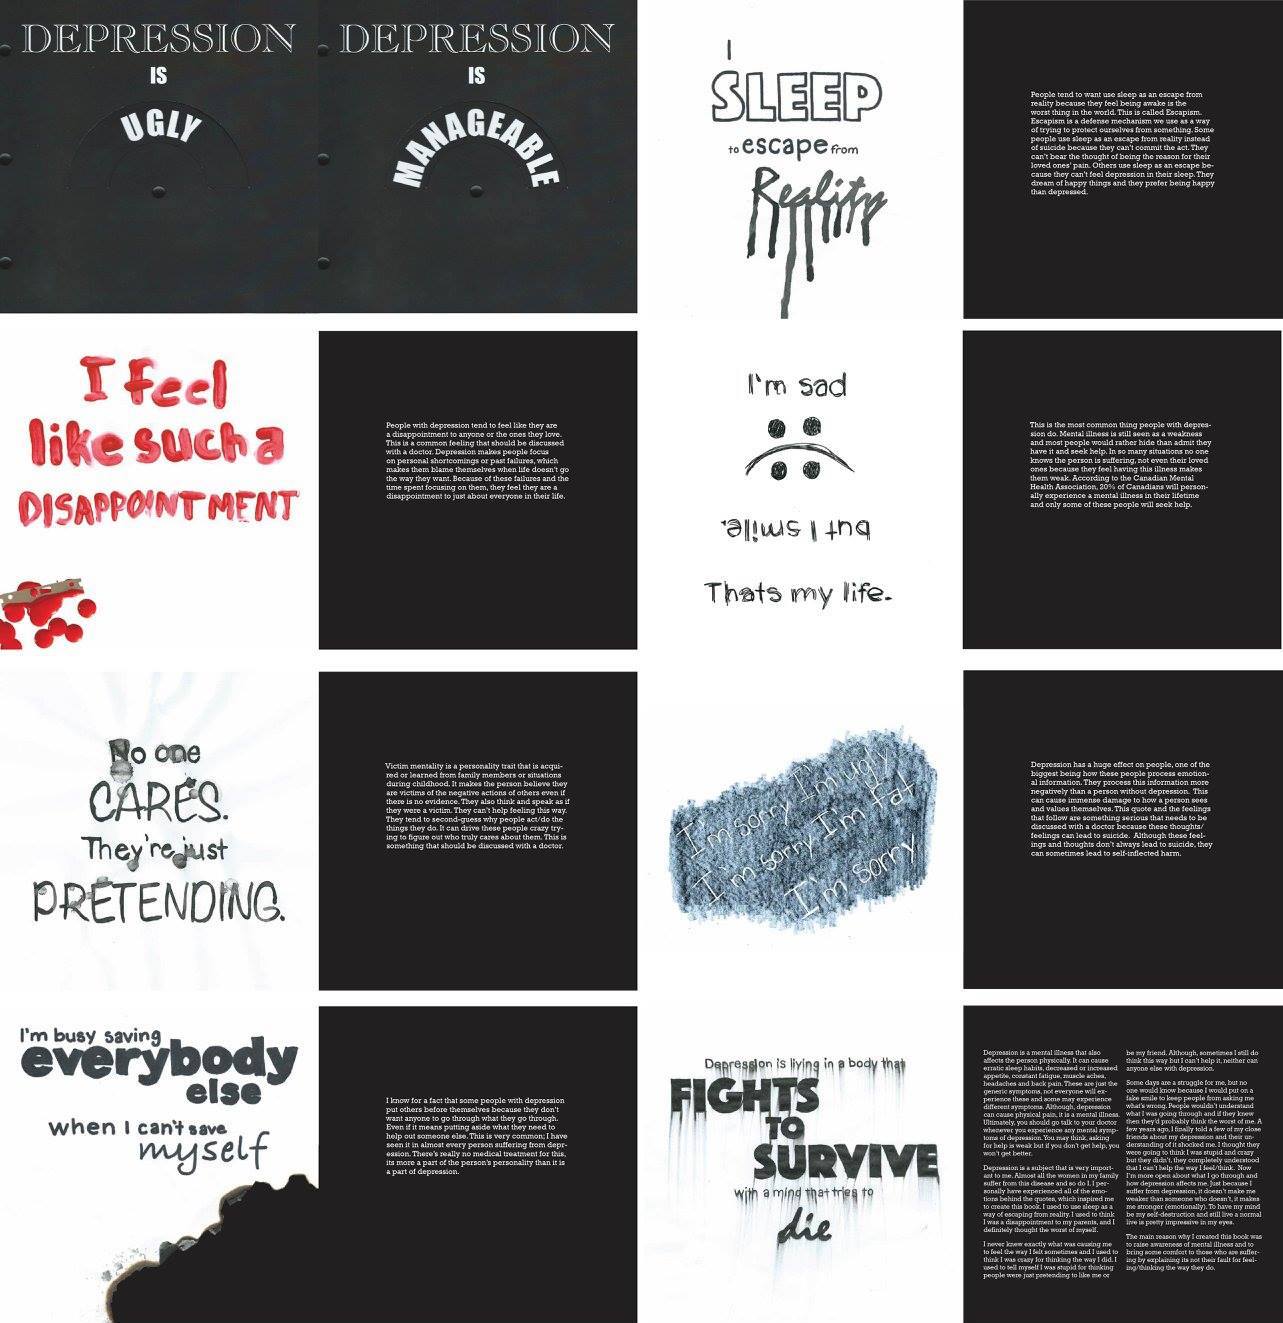 DEPRESSION
IS
UGLY
DEPRESSION
IS
MANAGEABLE
I
SLEEP
to escape from
Reality
People tend to want use sleep as an escape from
reality because they feel being awake is the
worst thing in the world. This is called Escapism.
Escapism is a defense mechanism we use as a way
of trying to protect ourselves from something. Some
people use sleep as an escape from reality instead
of suicide because they can't commit the act. They
can't bear the thought of being the reason for their
loved ones' pain. Others use sleep as an escape be-
cause they can't feel depression in their sleep. They
dream of happy things and they prefer being happy
than depressed.
I feel
like such a
DISAPPOINTMENT
People with depression tend to feel like they are
a disappointment to anyone or the ones they love.
This is a common feeling that should be discussed
with a doctor. Depression makes people focus
on personal shortcomings or past failures, which
makes them blame themselves when life doesn't go
the way they want. Because of these failures and the
time spent focusing on them, they feel they are a
disappointment to just about everyone in their life.
I'm sad
But I smile.
Thats my life.
This is the most common thing people with depres-
sion do. Mental illness is still seen as a weakness
and most people would rather hide than admit they
have it and seek help. In so many situations no one
knows the person is suffering, not even their loved
ones because they feel having this illness makes
them weak. According to the Canadian Mental
Health Association, 20% of Canadians will person-
ally experience a mental illness in their lifetime
and only some of these people will seek help.
No one
CARES.
They're just
PRETENDING.
Victim mentality is a personality trait that is acqui-
red or learned from family members or situations
during childhood. It makes the person believe they
are victims of the negative actions of others even if
there is no evidence. They also think and speak as if
they were a victim. They can't help feeling this way.
They tend to second-guess why people act/do the
things they do. It can drive these people crazy try-
ing to figure out who truly cares about them. This is
something that should be discussed with a doctor.
I'm sorry I'm sorry
I'm sorry I'm
I'm sorry
Depression has a huge effect on people, one of the
biggest being how these people process emotion-
al information. They process this information more
negatively than a person without depression. This
can cause immense damage to how a person sees
and values themselves. This quote and the feelings
that follow are something serious that needs to be
discussed with a doctor because these thoughts/
feelings can lead to suicide. Although these feel-
ings and thoughts don't always lead to suicide, they
can sometimes lead to self-inflected harm.
I'm busy saving
everybody
else
when I can't save
myself
I know for a fact that some people with depression
put others before themselves because they don't
want anyone to go through what they go through.
Even if it means putting aside what they need to
help out someone else. This is very common; I have
seen it in almost every person suffering from depr-
ession. There's really no medical treatment for this,
its more a part of the person's personality than it is
a part of depression.
Depression is living in a body that
FIGHTS
TO
SURVIVE
with a mind that tries to
die
Depression is a mental illness that also
affects the person physically. It can cause
erratic sleep habits, decreased or increased
appetite, constant fatigue, muscle aches,
headaches and back pain. These are just the
generic symptoms, not everyone will ex-
perience these and some may experience
different symptoms. Although, depression
can cause physical pain, it is a mental illness.
Ultimately, you should go talk to your doctor
whenever you experience any mental symp-
toms of depression. You may think, asking
for help is weak but if you don't get help, you
won't get better.
Depression is a subject that is very import-
ant to me. Almost all the women in my family
suffer from this disease and so do I. I per-
sonally have experienced all of the emo-
tions behind the quotes, which inspired me
to create this book. I used to use sleep as a
way of escaping from reality. I used to think
I was a disappointment to my parents, and I
definitely thought the worst of myself.
I never knew exactly what was causing me
to feel the way I felt sometimes and I used to
think I was crazy for thinking the way I did. I
used to tell myself I was stupid for thinking
people were just pretending to like me or
be my friend. Although, sometimes I still do
think this way but I can't help it, neither can
anyone else with depression.
Some days are a struggle for me, but no
one would know because I would put on a
fake smile to keep people from asking me
what's wrong. People wouldn't understand
what I was going through and if they knew
then they'd probably think the worst of me. A
few years ago, I finally told a few of my close
friends about my depression and their un-
derstanding of it shocked me. I thought they
were going to think I was stupid and crazy
but they didn't, they completely understood
that I can't help the way I feel/think. Now
I'm more open about what I go through and
how depression affects me. Just because I
suffer from depression, it doesn't make me
weaker than someone who doesn't, it makes
me stronger (emotionally). To have my mind
be my self-destruction and still live a normal
live is pretty impressive in my eyes.
The main reason why I created this book was
to raise awareness of mental illness and to
bring some comfort to those who are suffer-
ing by explaining its not their fault for feel-
ing/thinking the way they do.